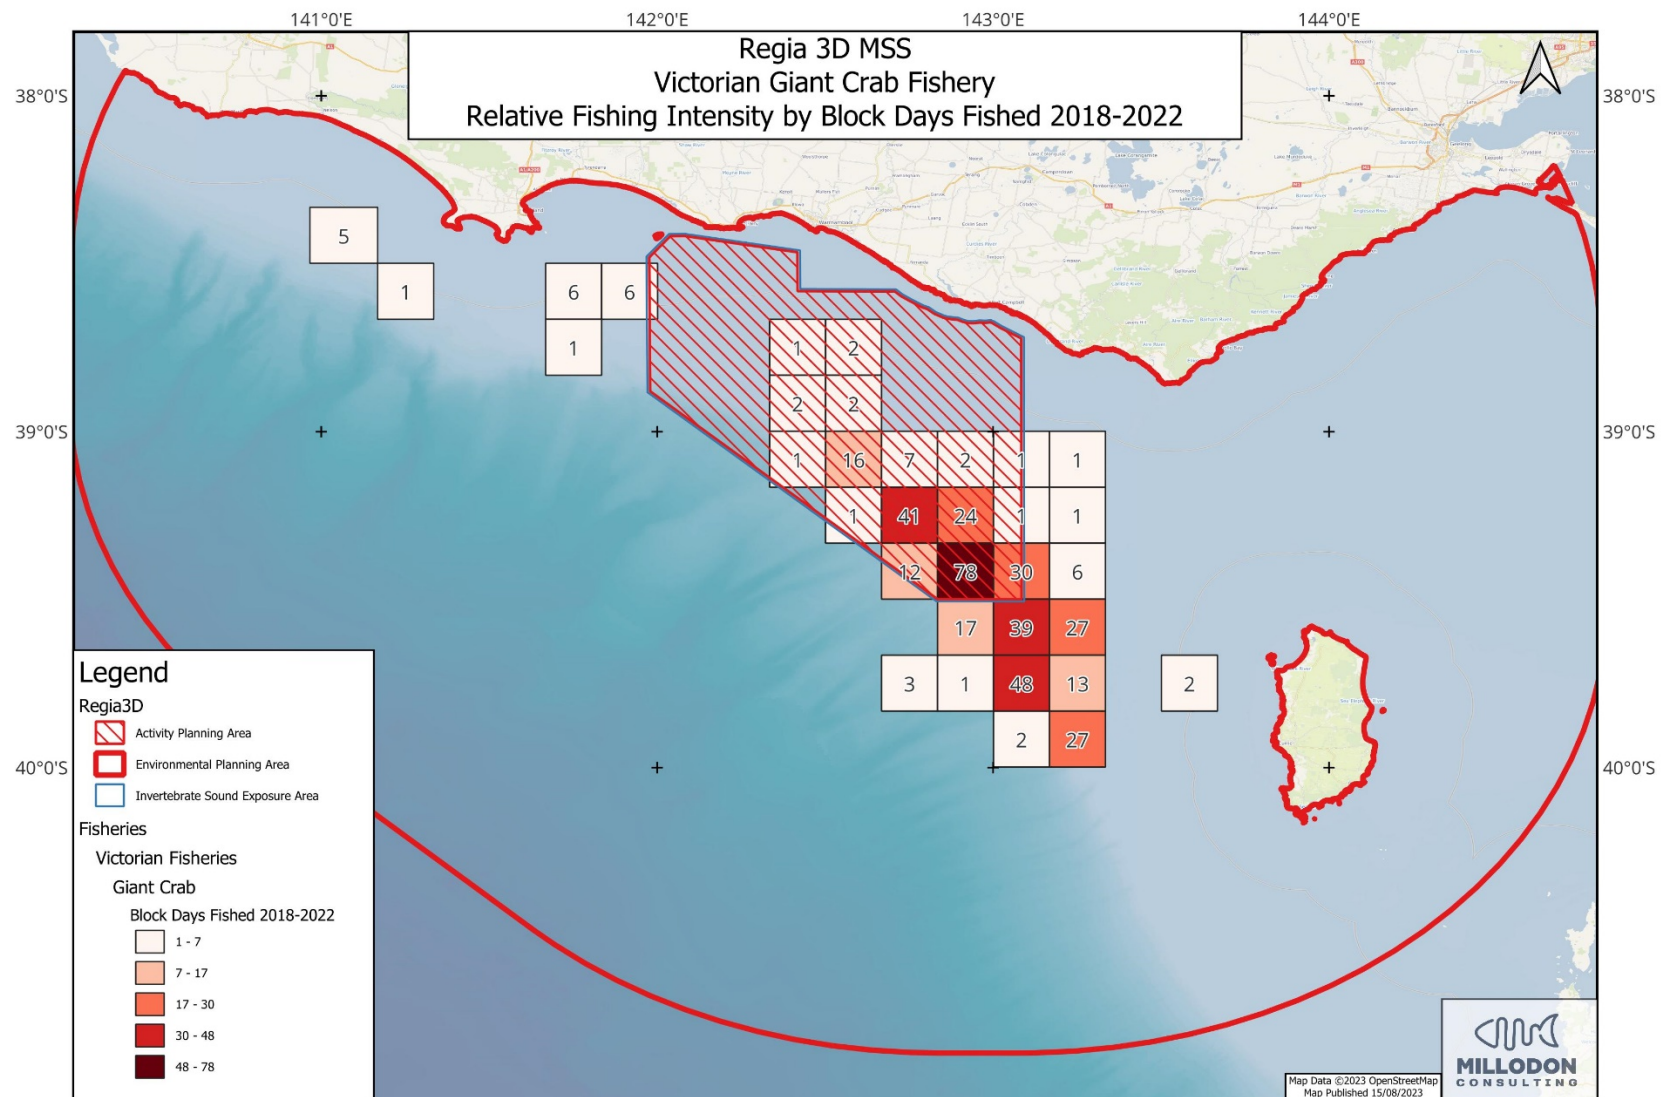 141°0'E 142°0'E 143°0'E 144°0'E
Regia 3D MSS
Victorian Giant Crab Fishery
Relative Fishing Intensity by Block Days Fished 2018-2022
38°0'S 38°0'S
5
1 6 6
1 1 2
2 2
39°0'S 39°0'S
1 16 7 2 1 1
1 41 24 1 1
12 78 30 6
17 39 27
3 1 48 13 2
2 27
40°0'S 40°0'S
Legend
Regia3D
Activity Planning Area
Environmental Planning Area
Invertebrate Sound Exposure Area
Fisheries
Victorian Fisheries
Giant Crab
Block Days Fished 2018-2022
1 - 7
7 - 17
17 - 30
30 - 48
48 - 78
MILLODON
CONSULTING
Map Data ©2023 OpenStreetMap
Map Published 15/08/2023